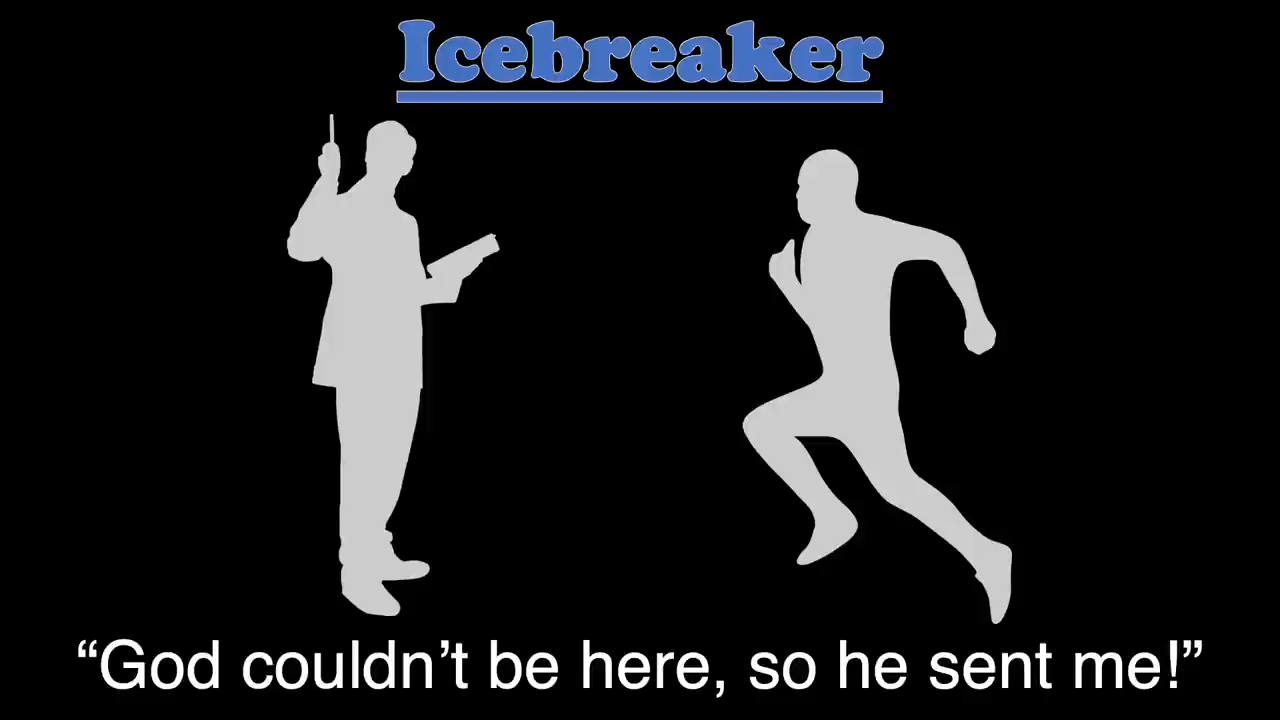 Icebreaker
“God couldn’t be here, so he sent me!”